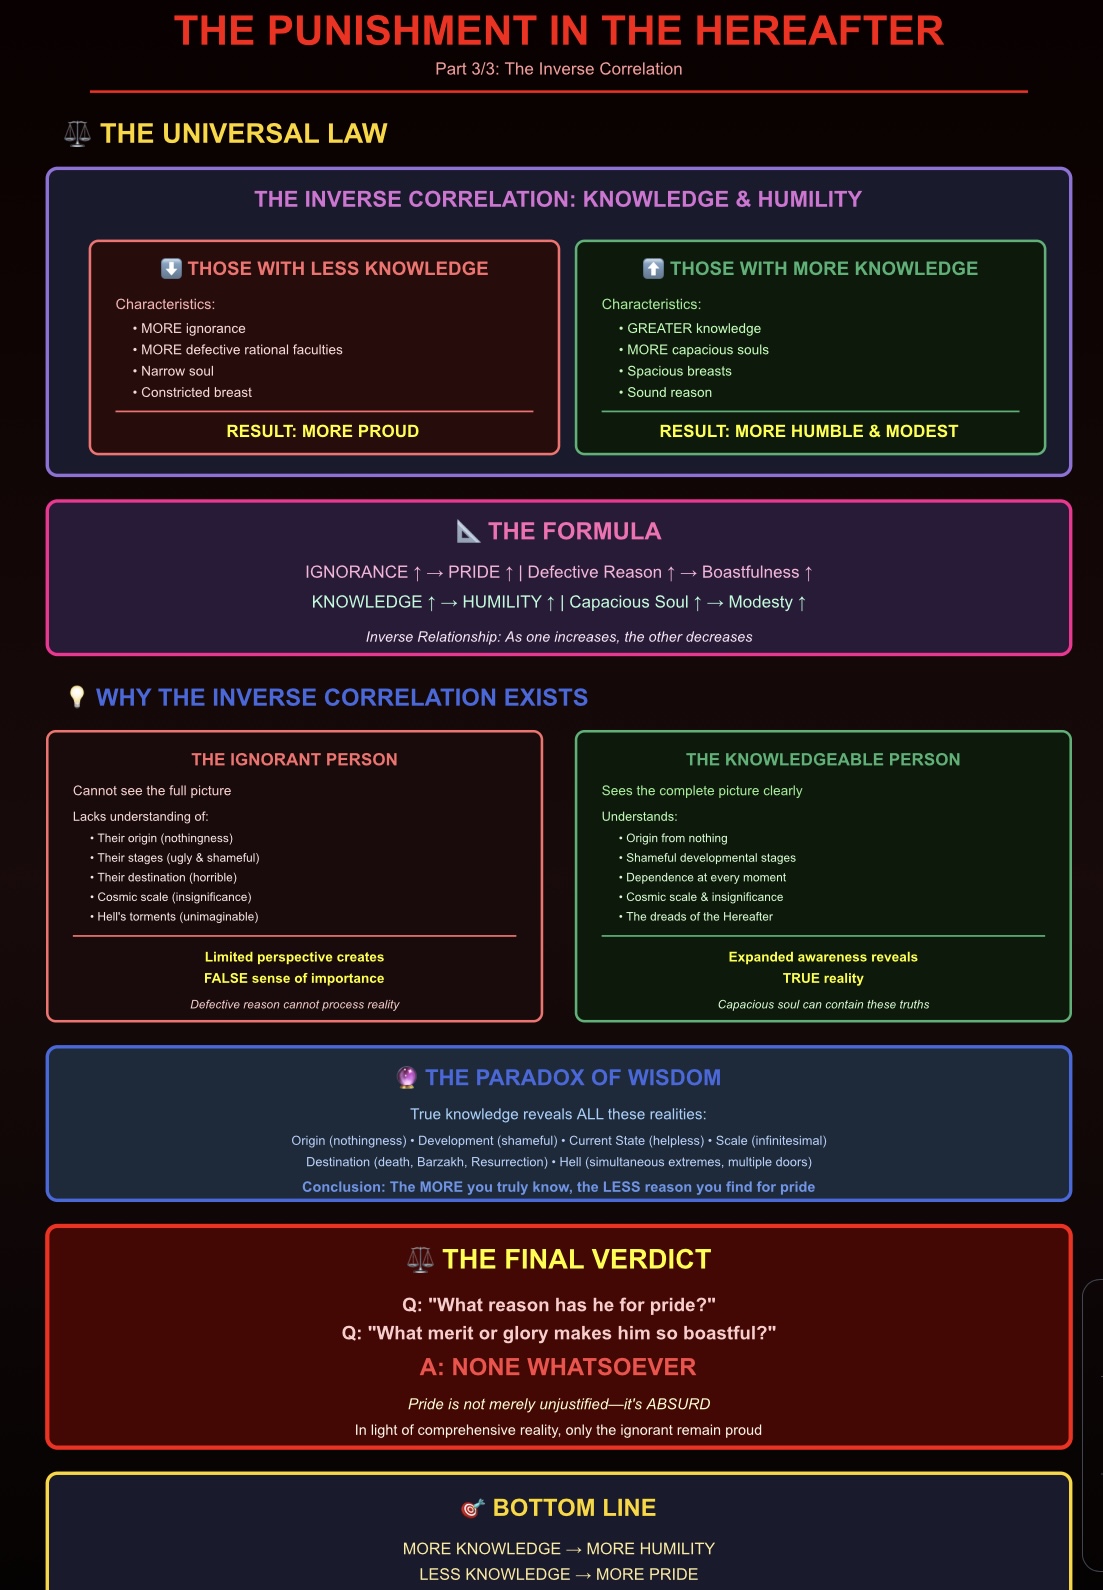 THE PUNISHMENT IN THE HEREAFTER
Part 3/3: The Inverse Correlation
⚖️ THE UNIVERSAL LAW
THE INVERSE CORRELATION: KNOWLEDGE & HUMILITY
⬇️ THOSE WITH LESS KNOWLEDGE
Characteristics:
• MORE ignorance
• MORE defective rational faculties
• Narrow soul
• Constricted breast
RESULT: MORE PROUD
⬆️ THOSE WITH MORE KNOWLEDGE
Characteristics:
• GREATER knowledge
• MORE capacious souls
• Spacious breasts
• Sound reason
RESULT: MORE HUMBLE & MODEST
📐 THE FORMULA
IGNORANCE ↑ → PRIDE ↑ | Defective Reason ↑ → Boastfulness ↑
KNOWLEDGE ↑ → HUMILITY ↑ | Capacious Soul ↑ → Modesty ↑
Inverse Relationship: As one increases, the other decreases
💡 WHY THE INVERSE CORRELATION EXISTS
THE IGNORANT PERSON
Cannot see the full picture
Lacks understanding of:
• Their origin (nothingness)
• Their stages (ugly & shameful)
• Their destination (horrible)
• Cosmic scale (insignificance)
• Hell's torments (unimaginable)
Limited perspective creates
FALSE sense of importance
Defective reason cannot process reality
THE KNOWLEDGEABLE PERSON
Sees the complete picture clearly
Understands:
• Origin from nothing
• Shameful developmental stages
• Dependence at every moment
• Cosmic scale & insignificance
• The dreads of the Hereafter
Expanded awareness reveals
TRUE reality
Capacious soul can contain these truths
🔮 THE PARADOX OF WISDOM
True knowledge reveals ALL these realities:
Origin (nothingness) • Development (shameful) • Current State (helpless) • Scale (infinitesimal)
Destination (death, Barzakh, Resurrection) • Hell (simultaneous extremes, multiple doors)
Conclusion: The MORE you truly know, the LESS reason you find for pride
⚖️ THE FINAL VERDICT
Q: "What reason has he for pride?"
Q: "What merit or glory makes him so boastful?"
A: NONE WHATSOEVER
Pride is not merely unjustified—it's ABSURD
In light of comprehensive reality, only the ignorant remain proud
🎯 BOTTOM LINE
MORE KNOWLEDGE → MORE HUMILITY
LESS KNOWLEDGE → MORE PRIDE